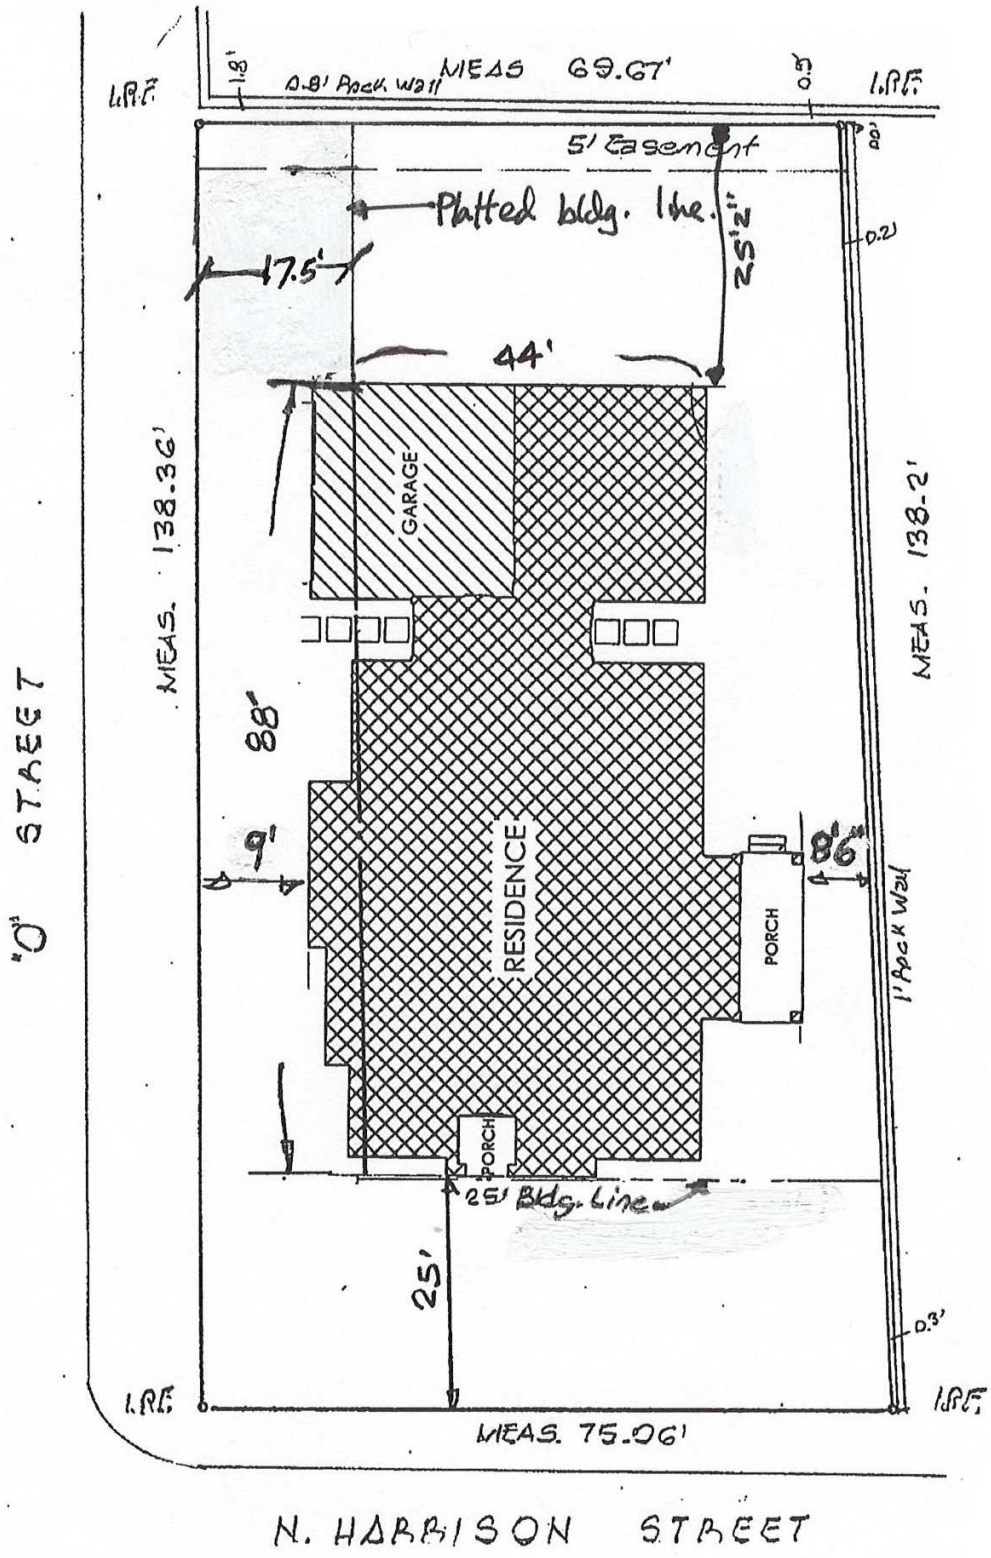 MEAS 69.67'
1.8'
0.8' Rock Wall
0.5'
I.R.F.
I.R.F.
5' Easement
Platted bldg. line.
25'2"
0.2'
17.5'
44'
MEAS. 138.36'
GARAGE
MEAS. 138.2'
"O" STREET
88'
9'
RESIDENCE
8'6"
PORCH
1' Rock Wall
PORCH
25' Bldg. Line
25'
0.3'
I.R.F.
I.R.F.
MEAS. 75.06'
N. HARRISON STREET